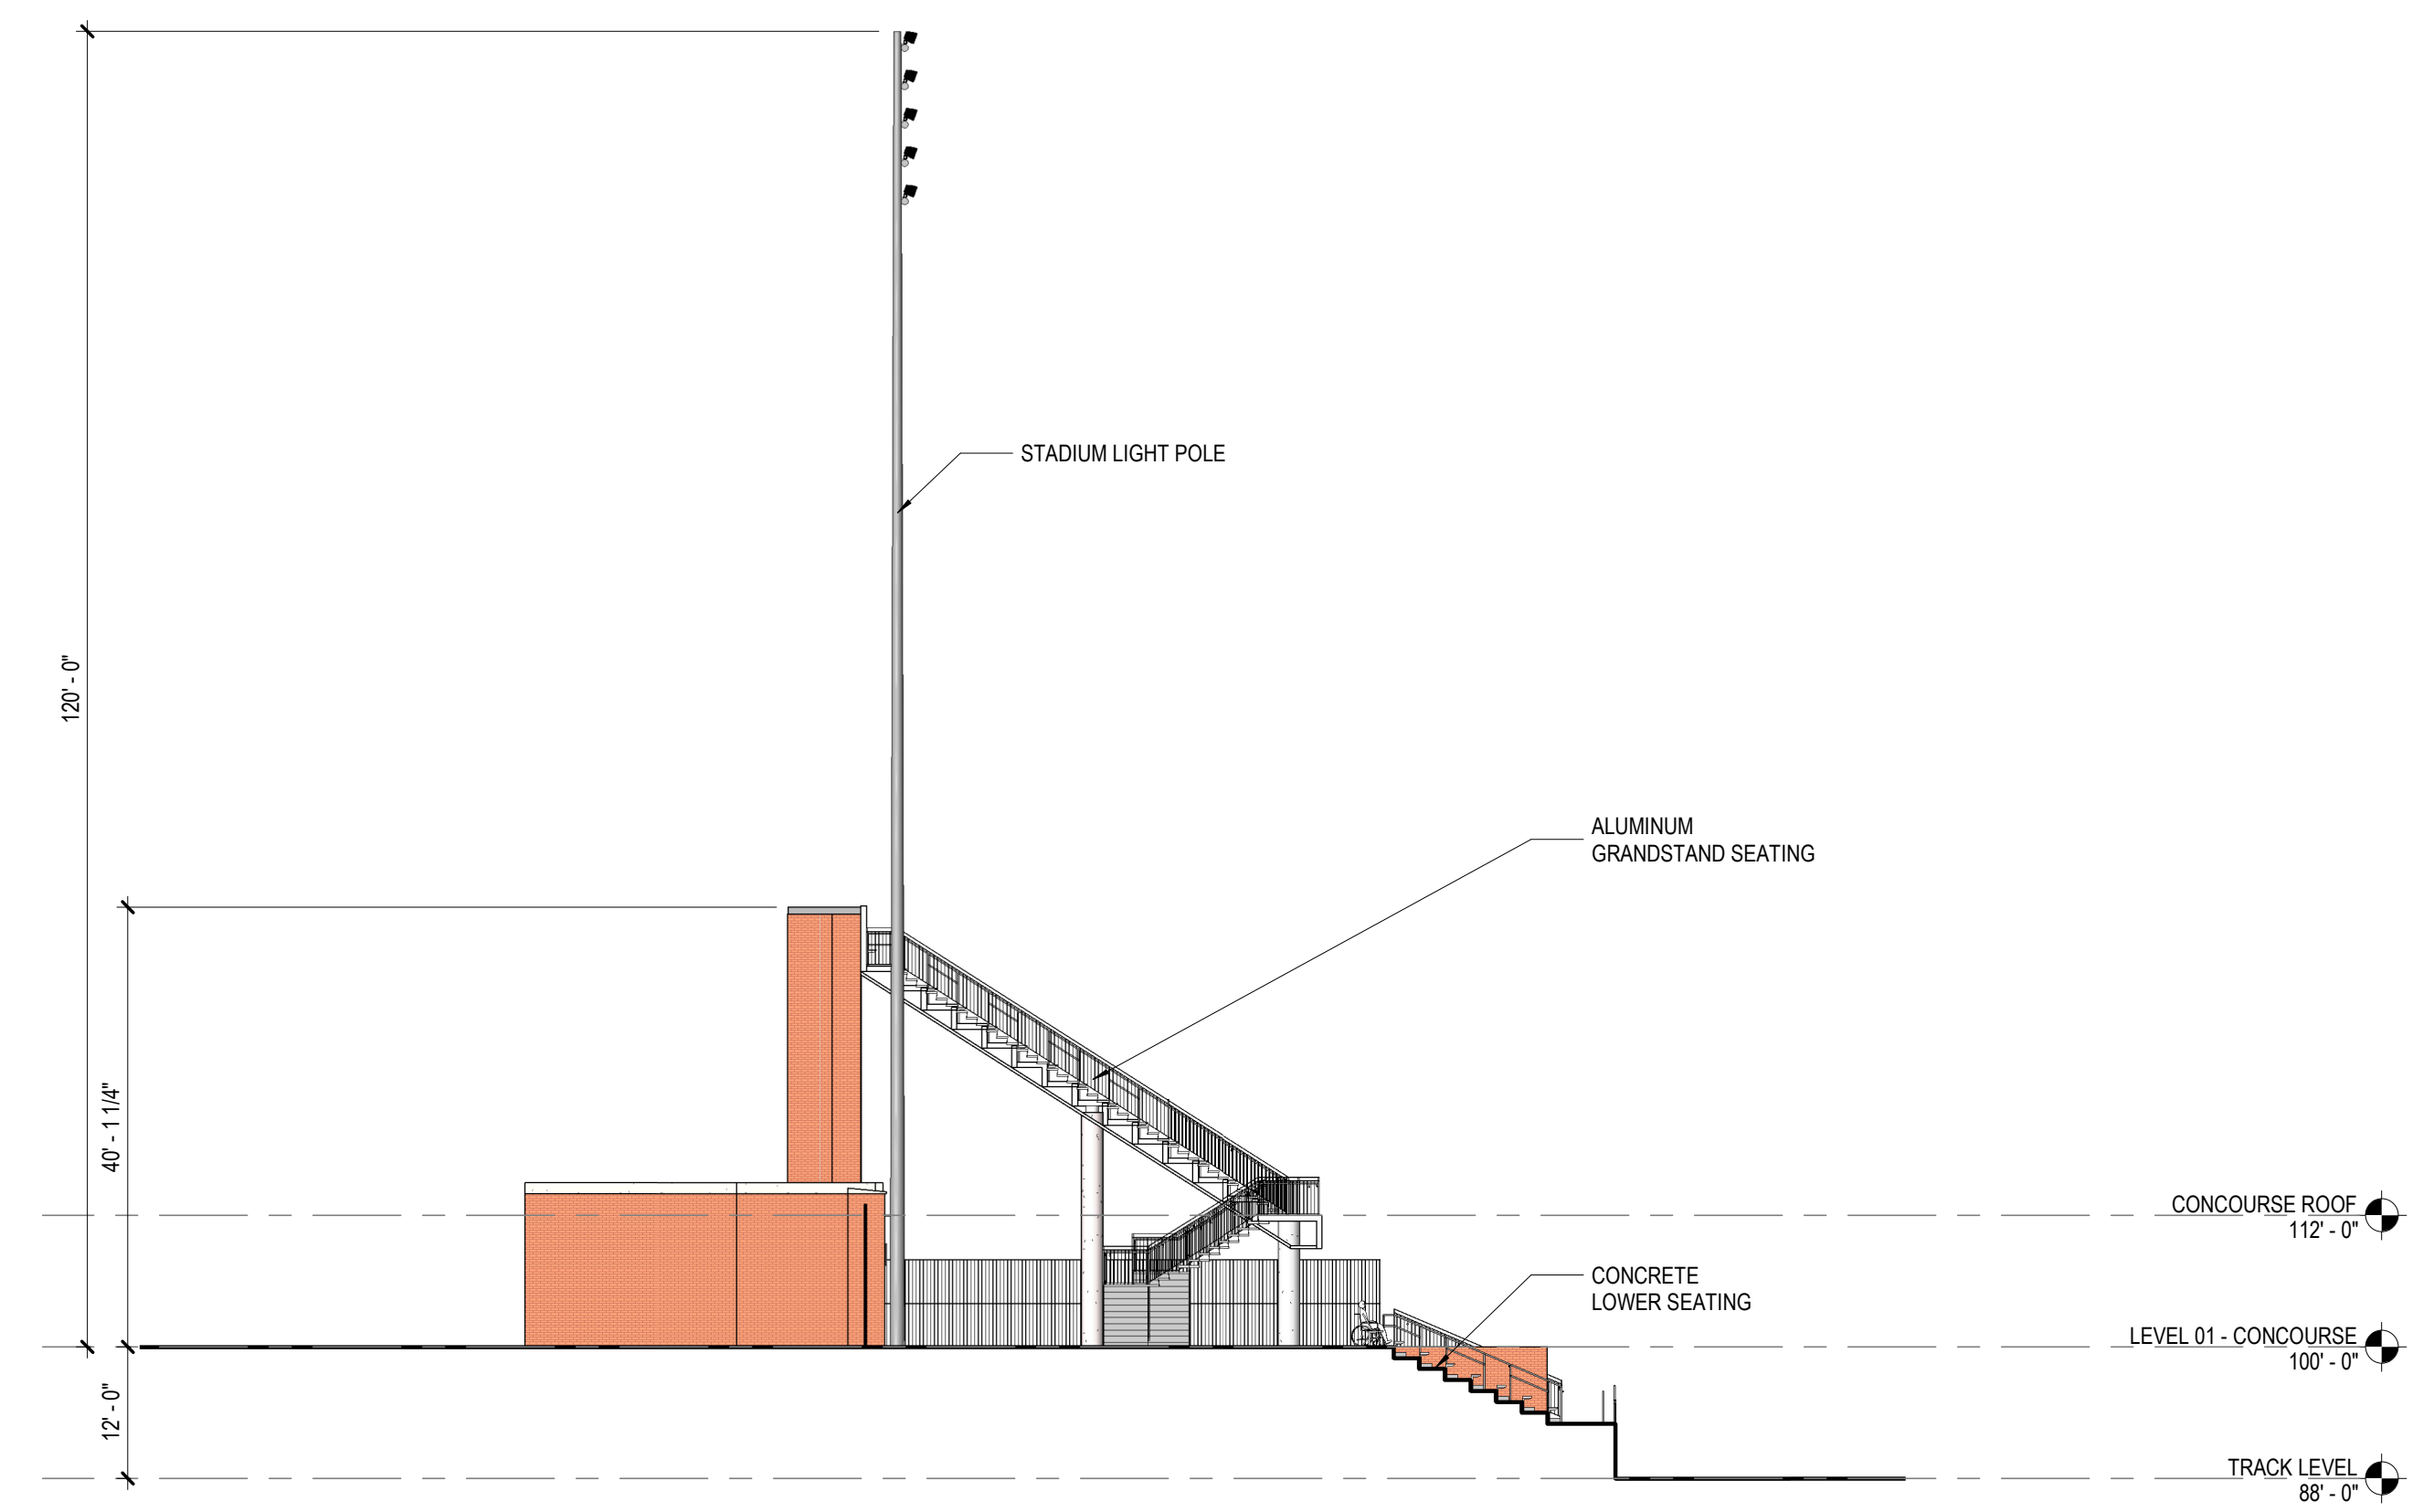 STADIUM LIGHT POLE
120' - 0"
ALUMINUM
GRANDSTAND SEATING
40' - 1 1/4"
CONCOURSE ROOF
112' - 0"
CONCRETE
LOWER SEATING
LEVEL 01 - CONCOURSE
100' - 0"
12' - 0"
TRACK LEVEL
88' - 0"